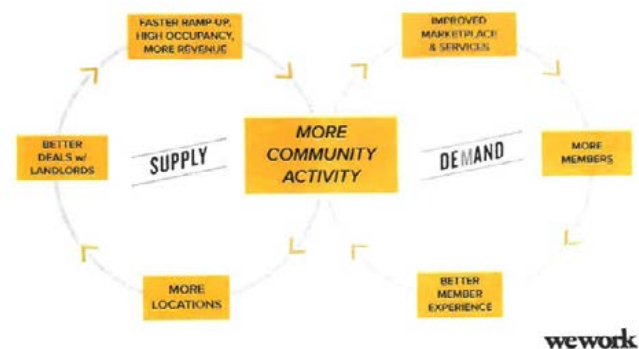 FASTER RAMP-UP,
HIGH OCCUPANCY,
MORE REVENUE
IMPROVED
MARKETPLACE
& SERVICES
BETTER
DEALS w/
LANDLORDS
SUPPLY
MORE
COMMUNITY
ACTIVITY
DEMAND
MORE
MEMBERS
MORE
LOCATIONS
BETTER
MEMBER
EXPERIENCE
wework